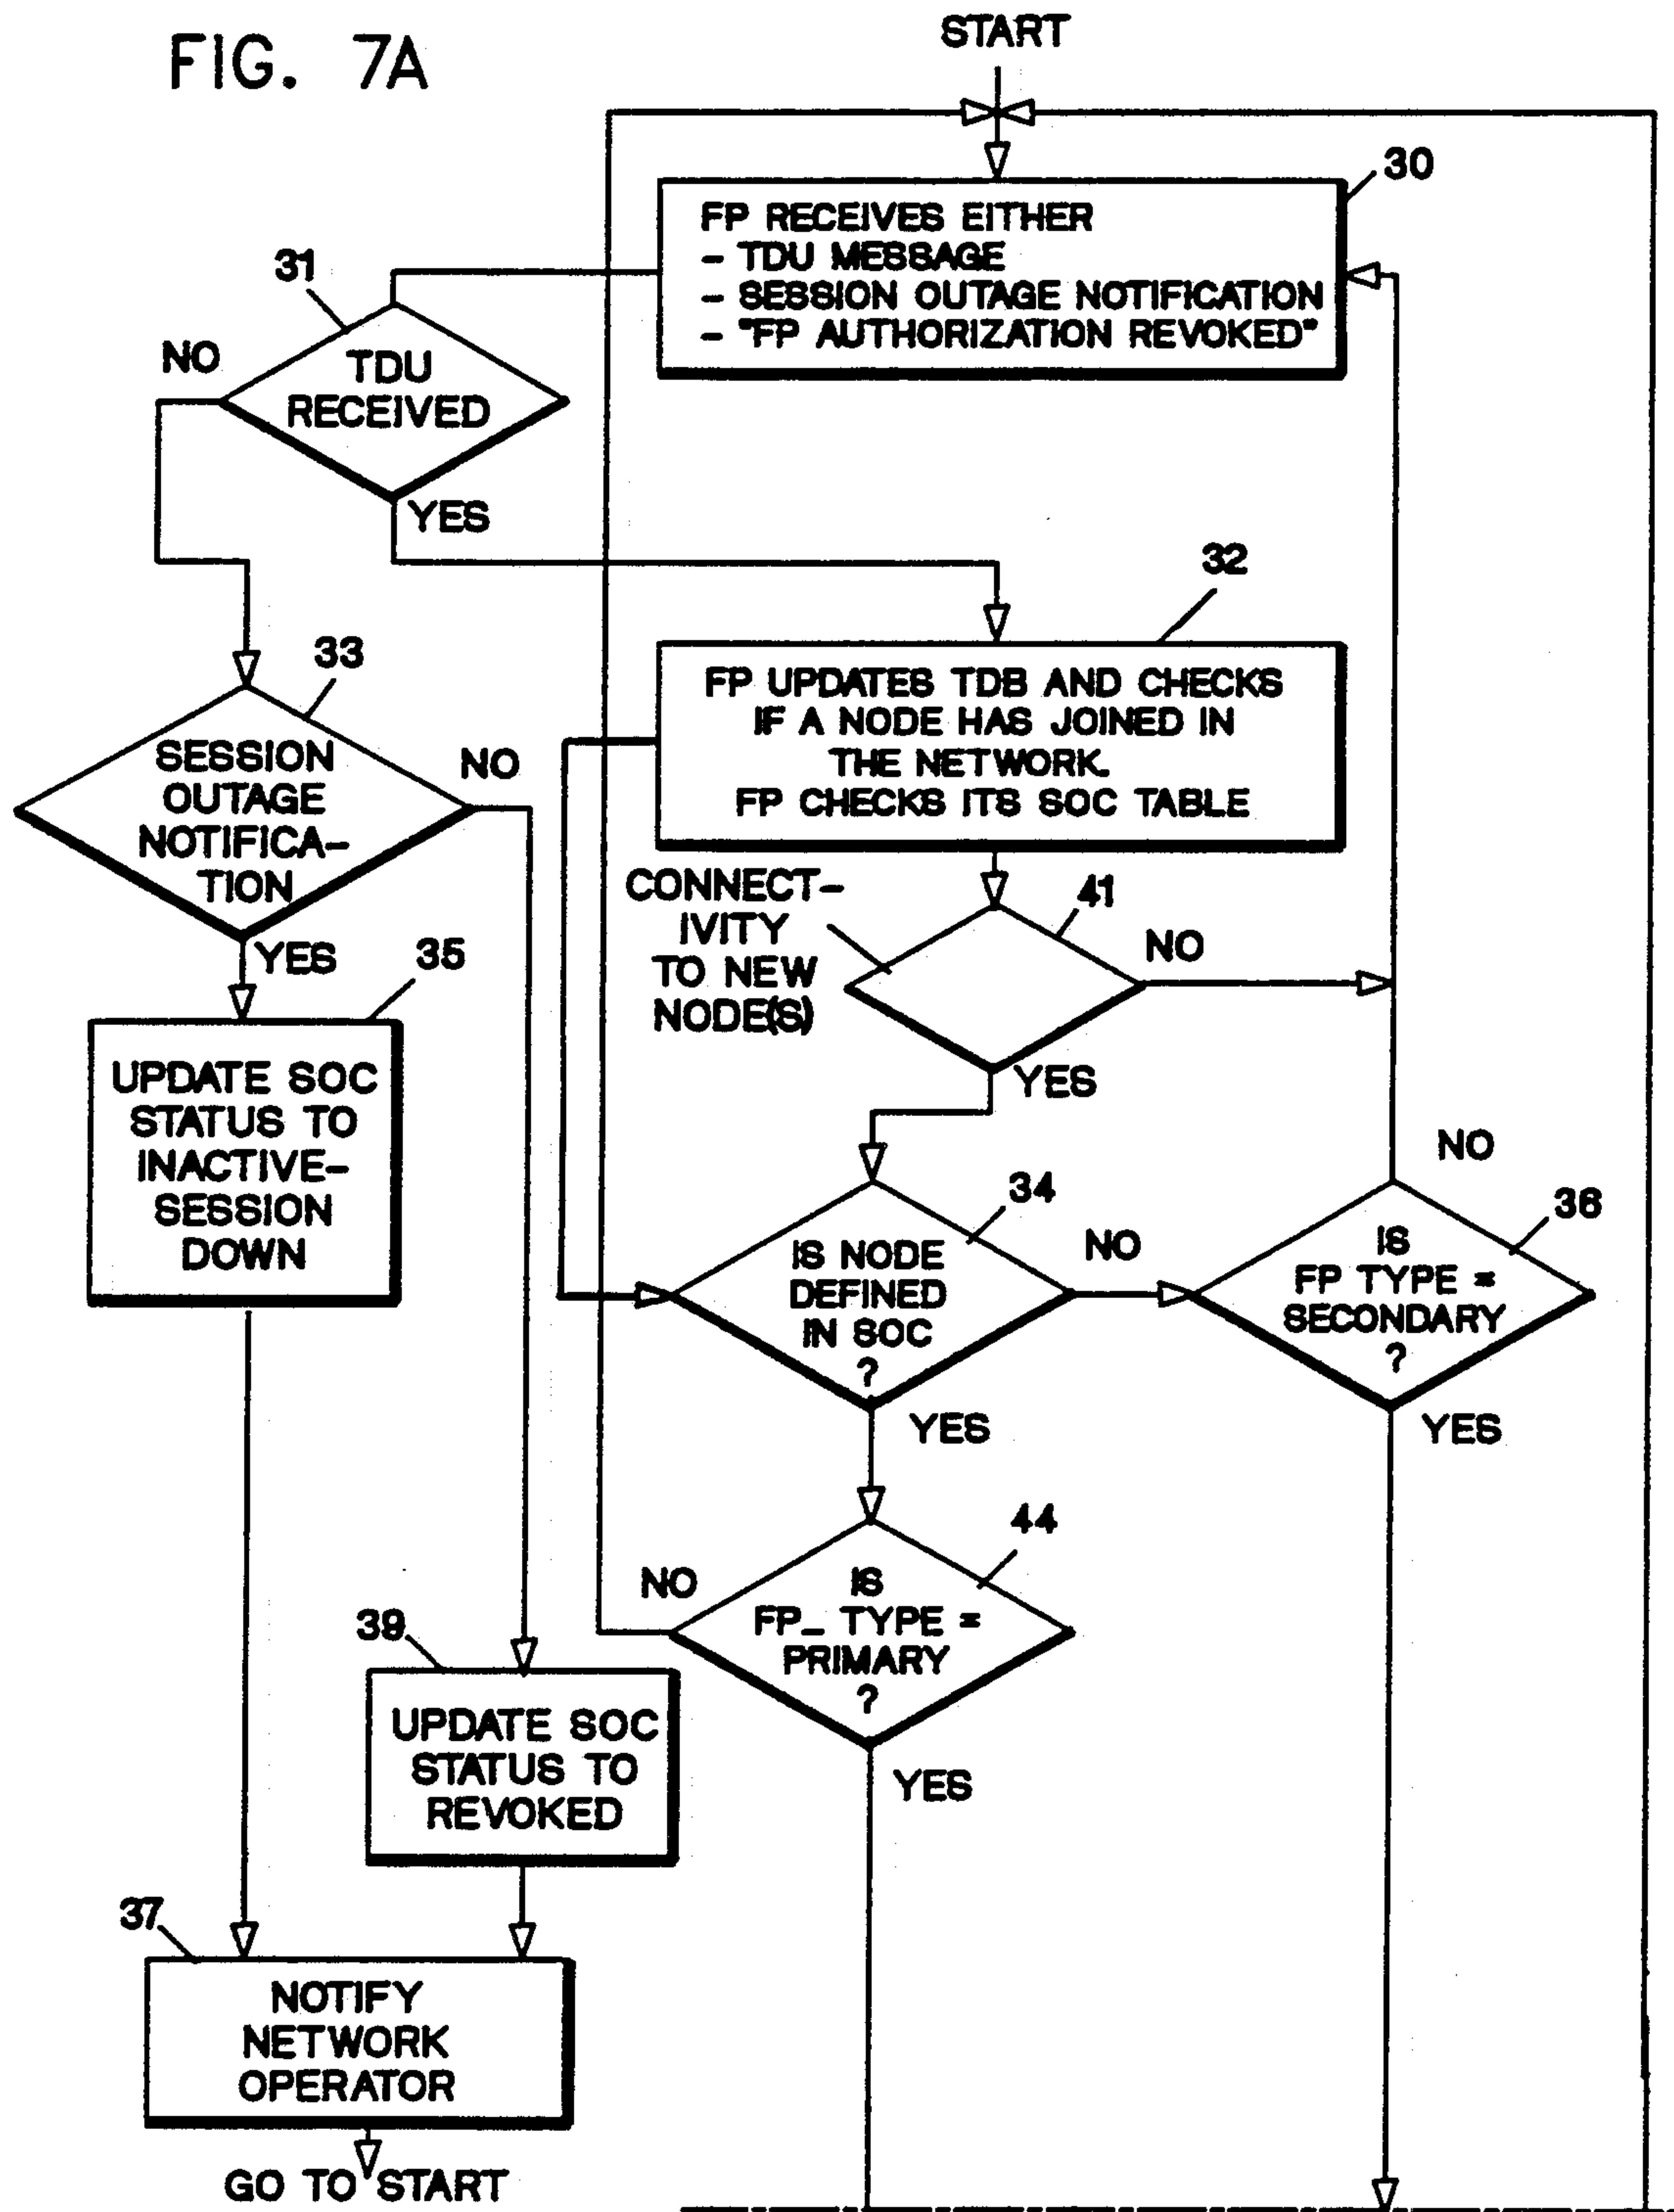 FIG. 7A
START
30
FP RECEIVES EITHER
- TDU MESSAGE
- SESSION OUTAGE NOTIFICATION
- "FP AUTHORIZATION REVOKED"
31
NO
TDU
RECEIVED
YES
32
FP UPDATES TDB AND CHECKS
IF A NODE HAS JOINED IN
THE NETWORK.
FP CHECKS ITS SOC TABLE
33
SESSION
OUTAGE
NOTIFICA-
TION
NO
YES
CONNECT-
IVITY
TO NEW
NODE(S)
41
NO
YES
35
UPDATE SOC
STATUS TO
INACTIVE-
SESSION
DOWN
34
IS NODE
DEFINED
IN SOC
?
NO
YES
NO
36
IS
FP TYPE =
SECONDARY
?
YES
44
NO
IS
FP_ TYPE =
PRIMARY
?
YES
39
UPDATE SOC
STATUS TO
REVOKED
37
NOTIFY
NETWORK
OPERATOR
GO TO START